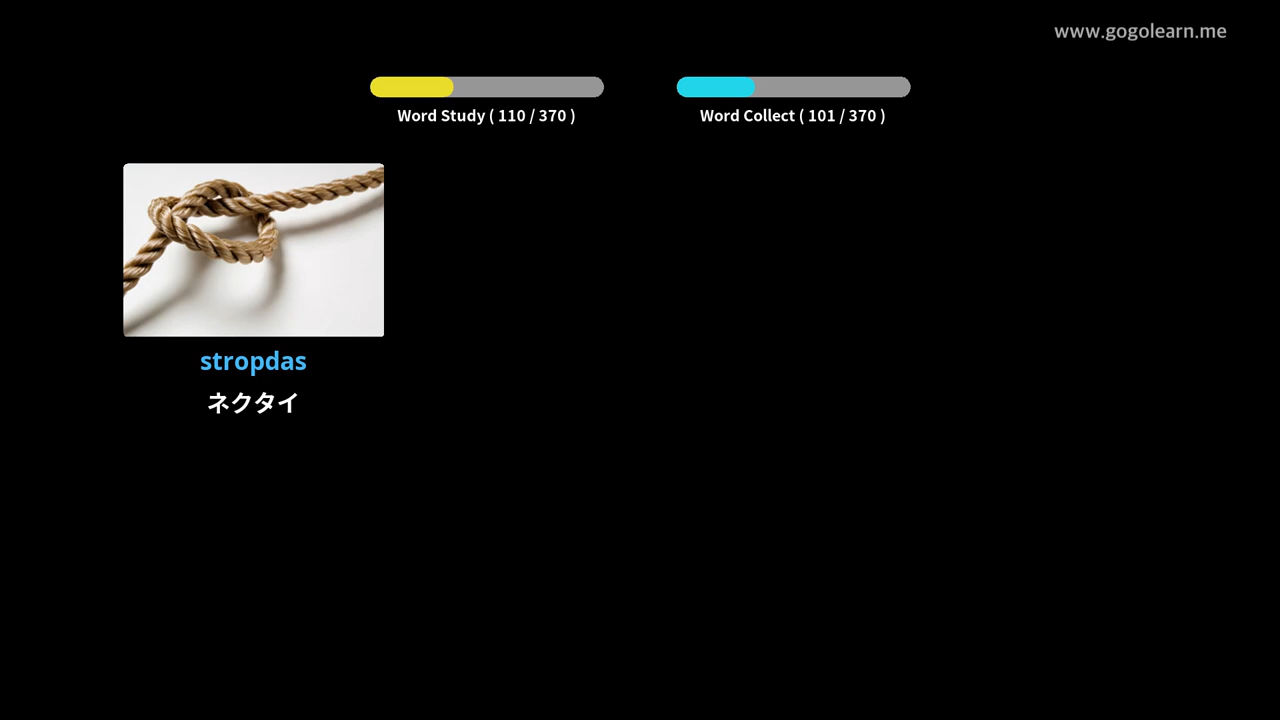 www.gogolearn.me
Word Study ( 110 / 370 )
Word Collect ( 101 / 370 )
stropdas
ネクタイ